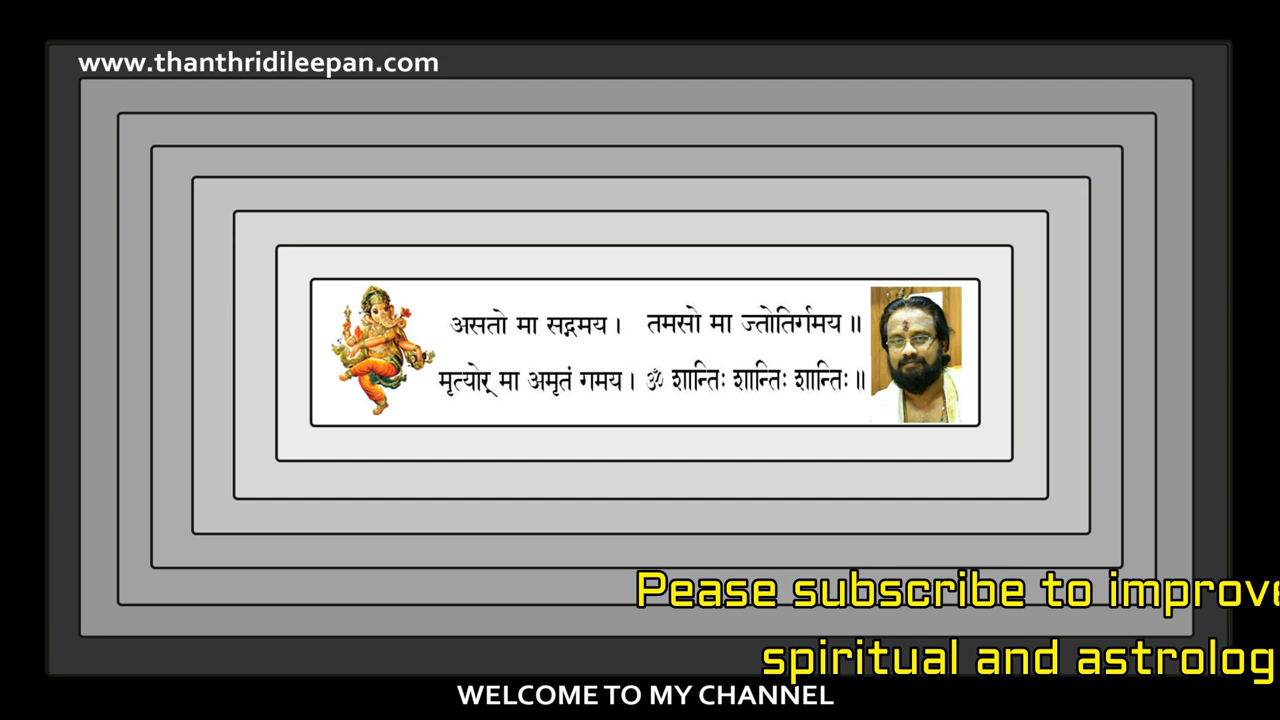 www.thanthridileepan.com
असतो मा सद्गमय । तमसो मा ज्तोतिर्गमय ॥
मृत्योर् मा अमृतं गमय । ॐ शान्तिः शान्तिः शान्तिः ॥
Pease subscribe to improve
spiritual and astrolog
WELCOME TO MY CHANNEL